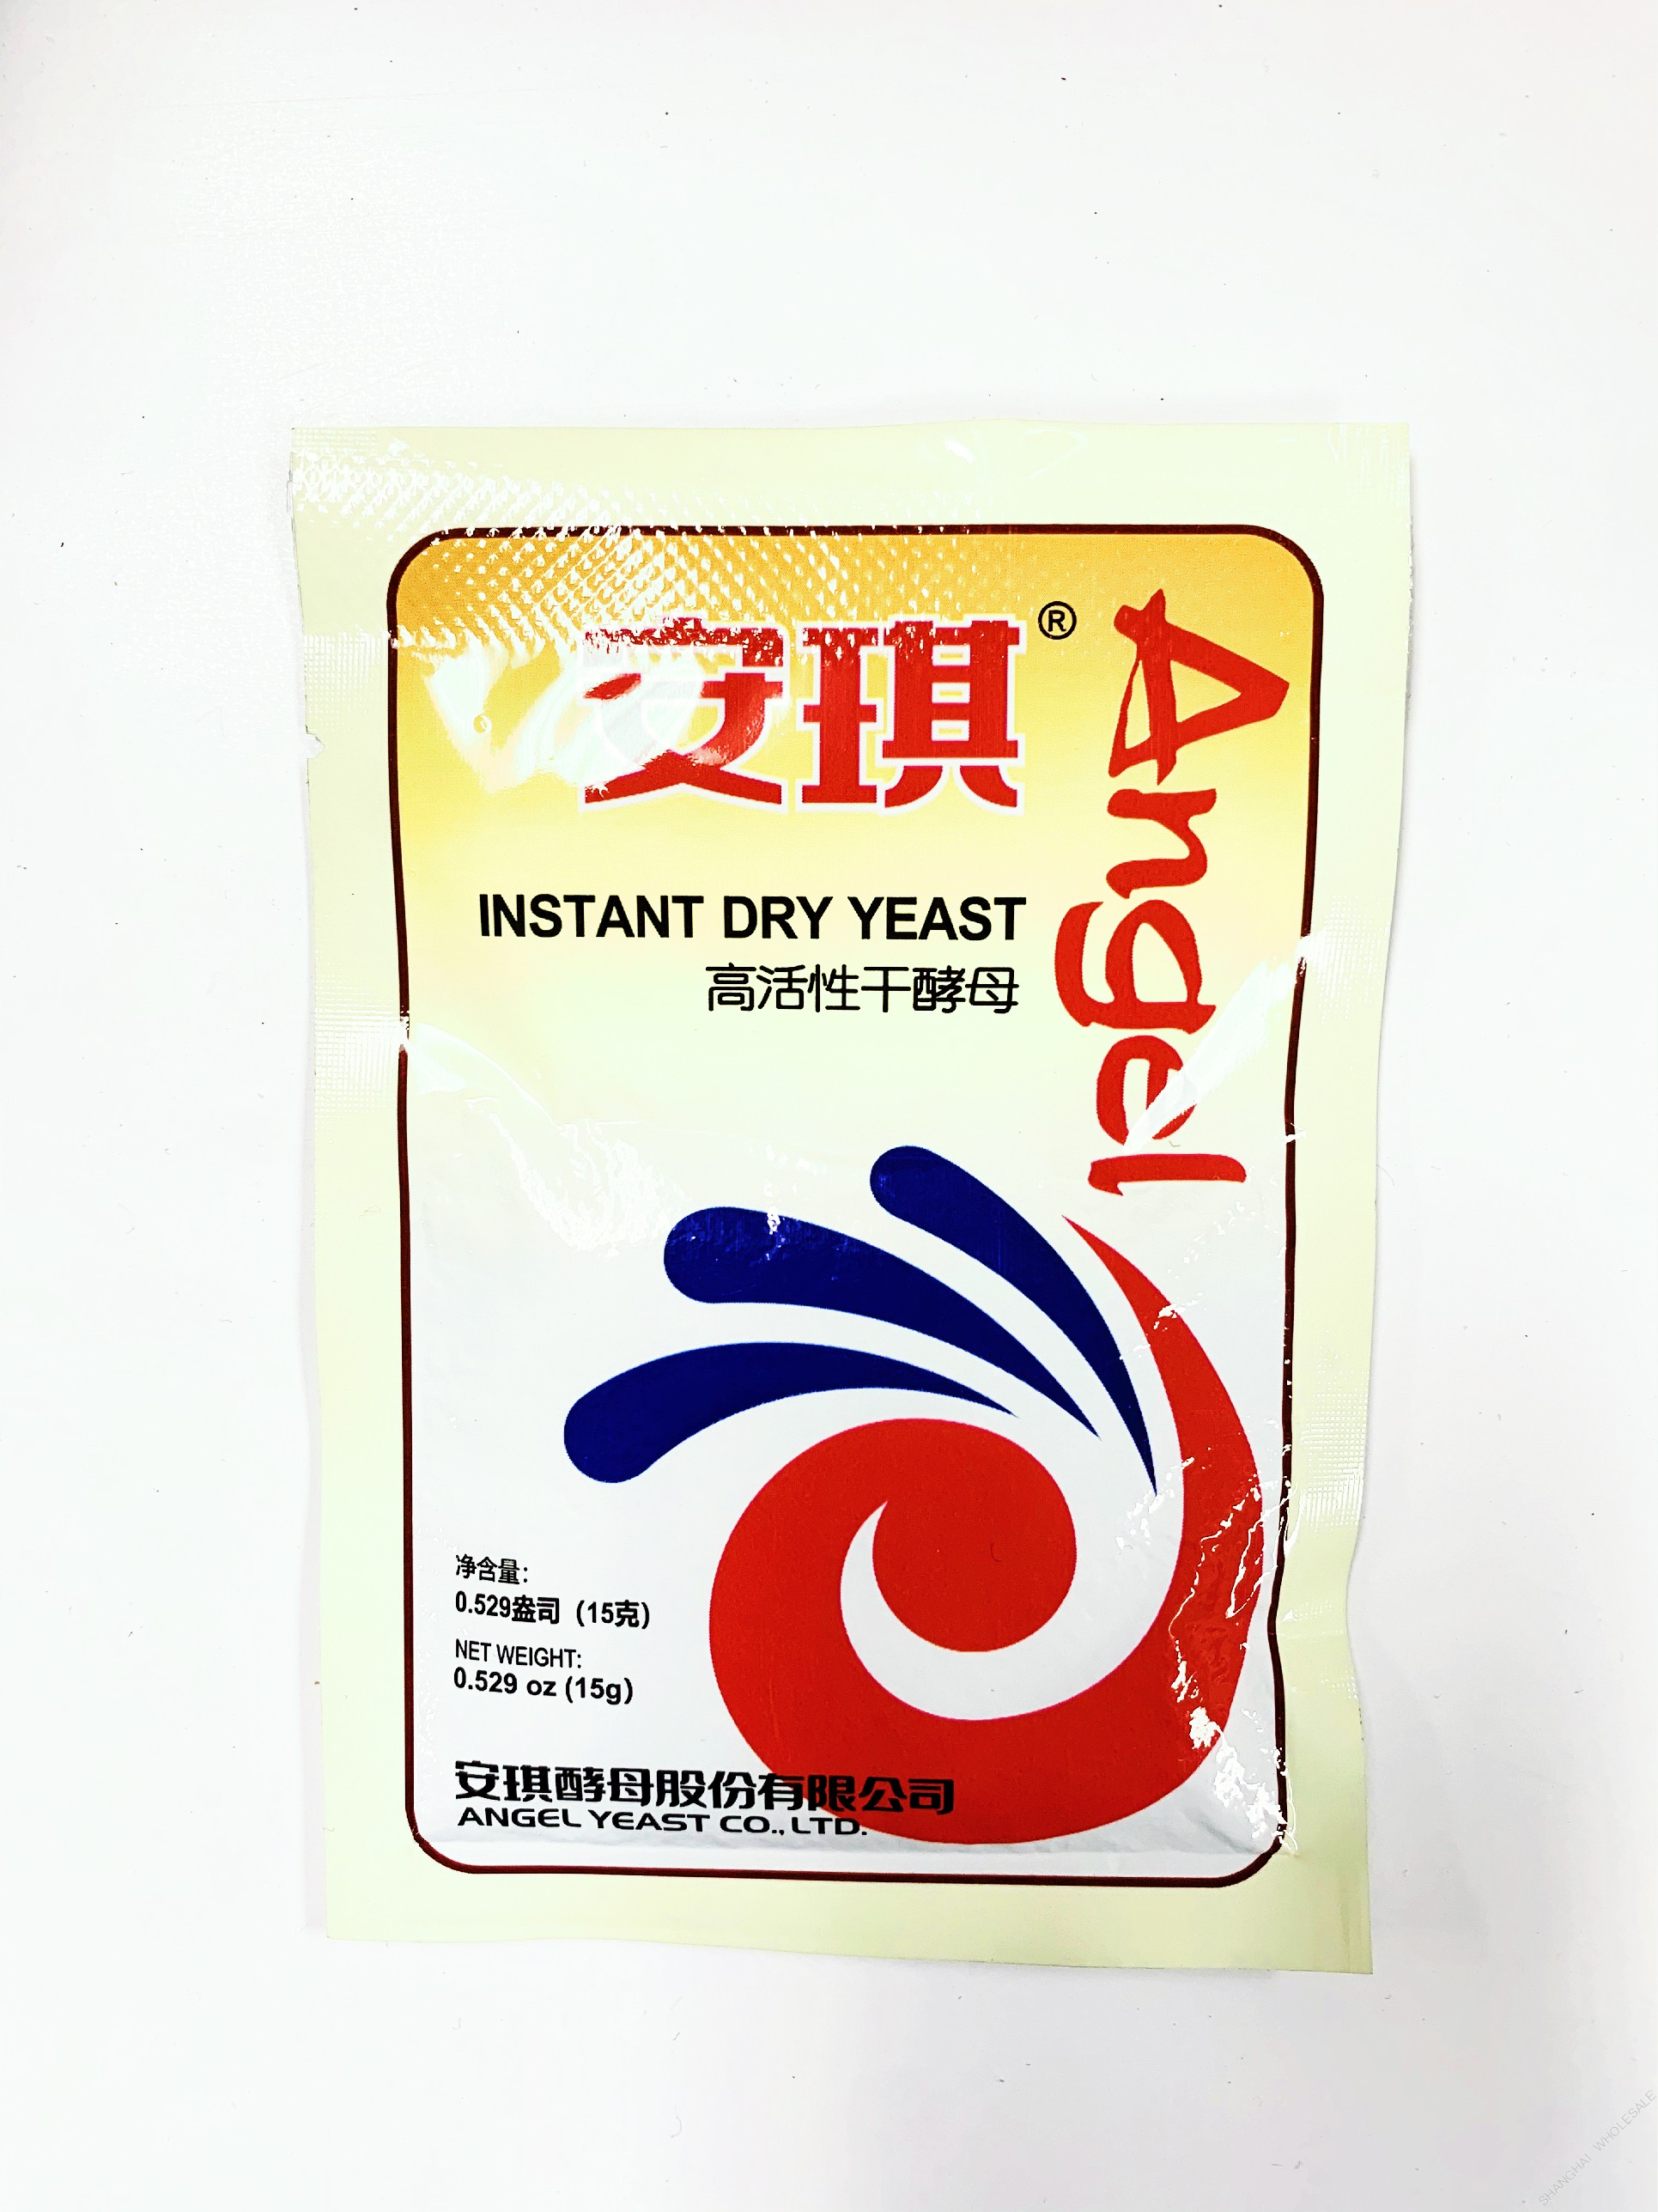 安琪®
Angel
INSTANT DRY YEAST
高活性干酵母
净含量：
0.529盎司（15克）
NET WEIGHT:
0.529 oz (15g)
安琪酵母股份有限公司
ANGEL YEAST CO., LTD.
SHANGHAI WHOLESALE